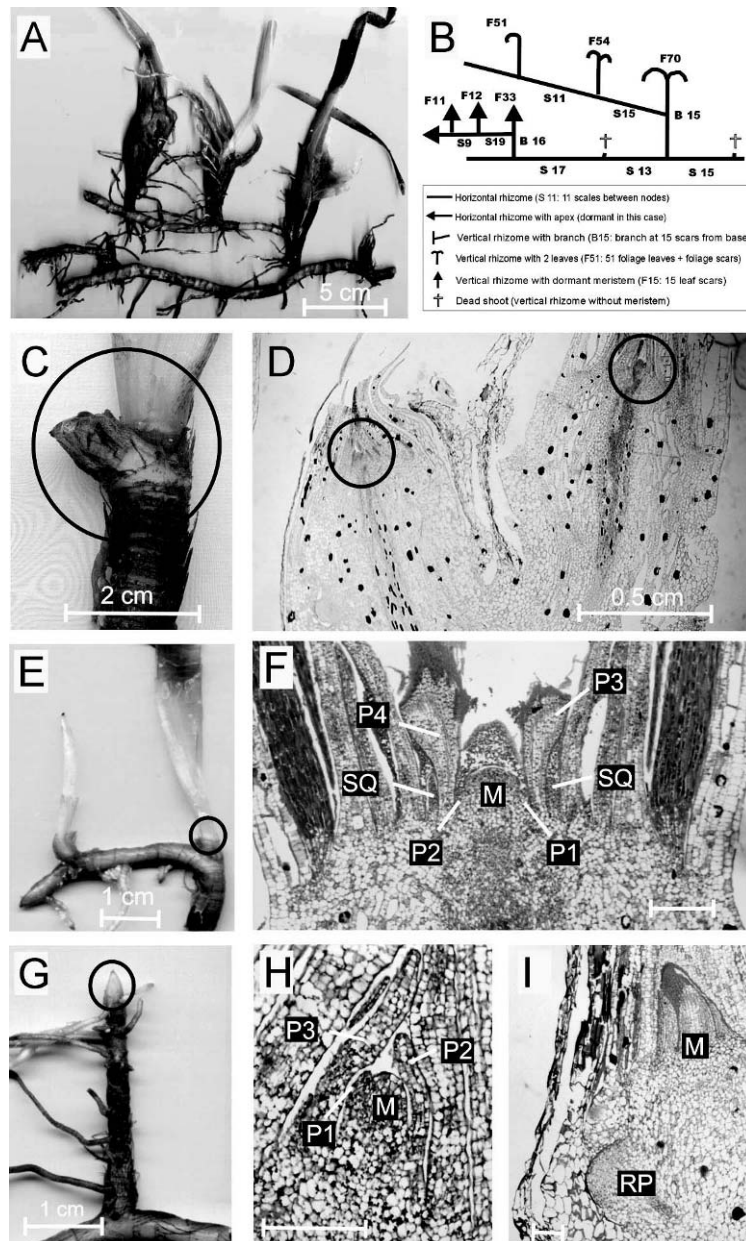 A
5 cm
B
F51
F54
F70
S11
S15
B 15
F11
F12
F33
S9
S19
B 16
S 17
S 13
S 15
Horizontal rhizome (S 11: 11 scales between nodes)
Horizontal rhizome with apex (dormant in this case)
Vertical rhizome with branch (B15: branch at 15 scars from base)
Vertical rhizome with 2 leaves (F51: 51 foliage leaves + foliage scars)
Vertical rhizome with dormant meristem (F15: 15 leaf scars)
Dead shoot (vertical rhizome without meristem)
C
2 cm
D
0.5 cm
E
1 cm
F
P3
P4
SQ
M
SQ
P2
P1
G
1 cm
H
P3
P2
P1
M
I
M
RP